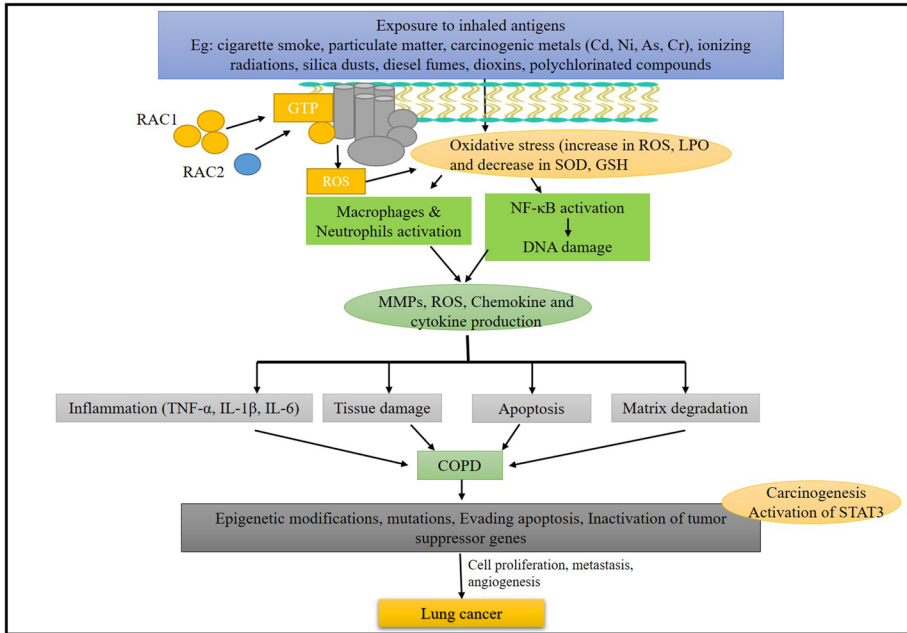 Exposure to inhaled antigens
Eg: cigarette smoke, particulate matter, carcinogenic metals (Cd, Ni, As, Cr), ionizing
radiations, silica dusts, diesel fumes, dioxins, polychlorinated compounds
RAC1
GTP
RAC2
ROS
Oxidative stress (increase in ROS, LPO
and decrease in SOD, GSH
Macrophages &
Neutrophils activation
NF-κB activation
DNA damage
MMPs, ROS, Chemokine and
cytokine production
Inflammation (TNF-α, IL-1β, IL-6)
Tissue damage
Apoptosis
Matrix degradation
COPD
Carcinogenesis
Activation of STAT3
Epigenetic modifications, mutations, Evading apoptosis, Inactivation of tumor
suppressor genes
Cell proliferation, metastasis,
angiogenesis
Lung cancer